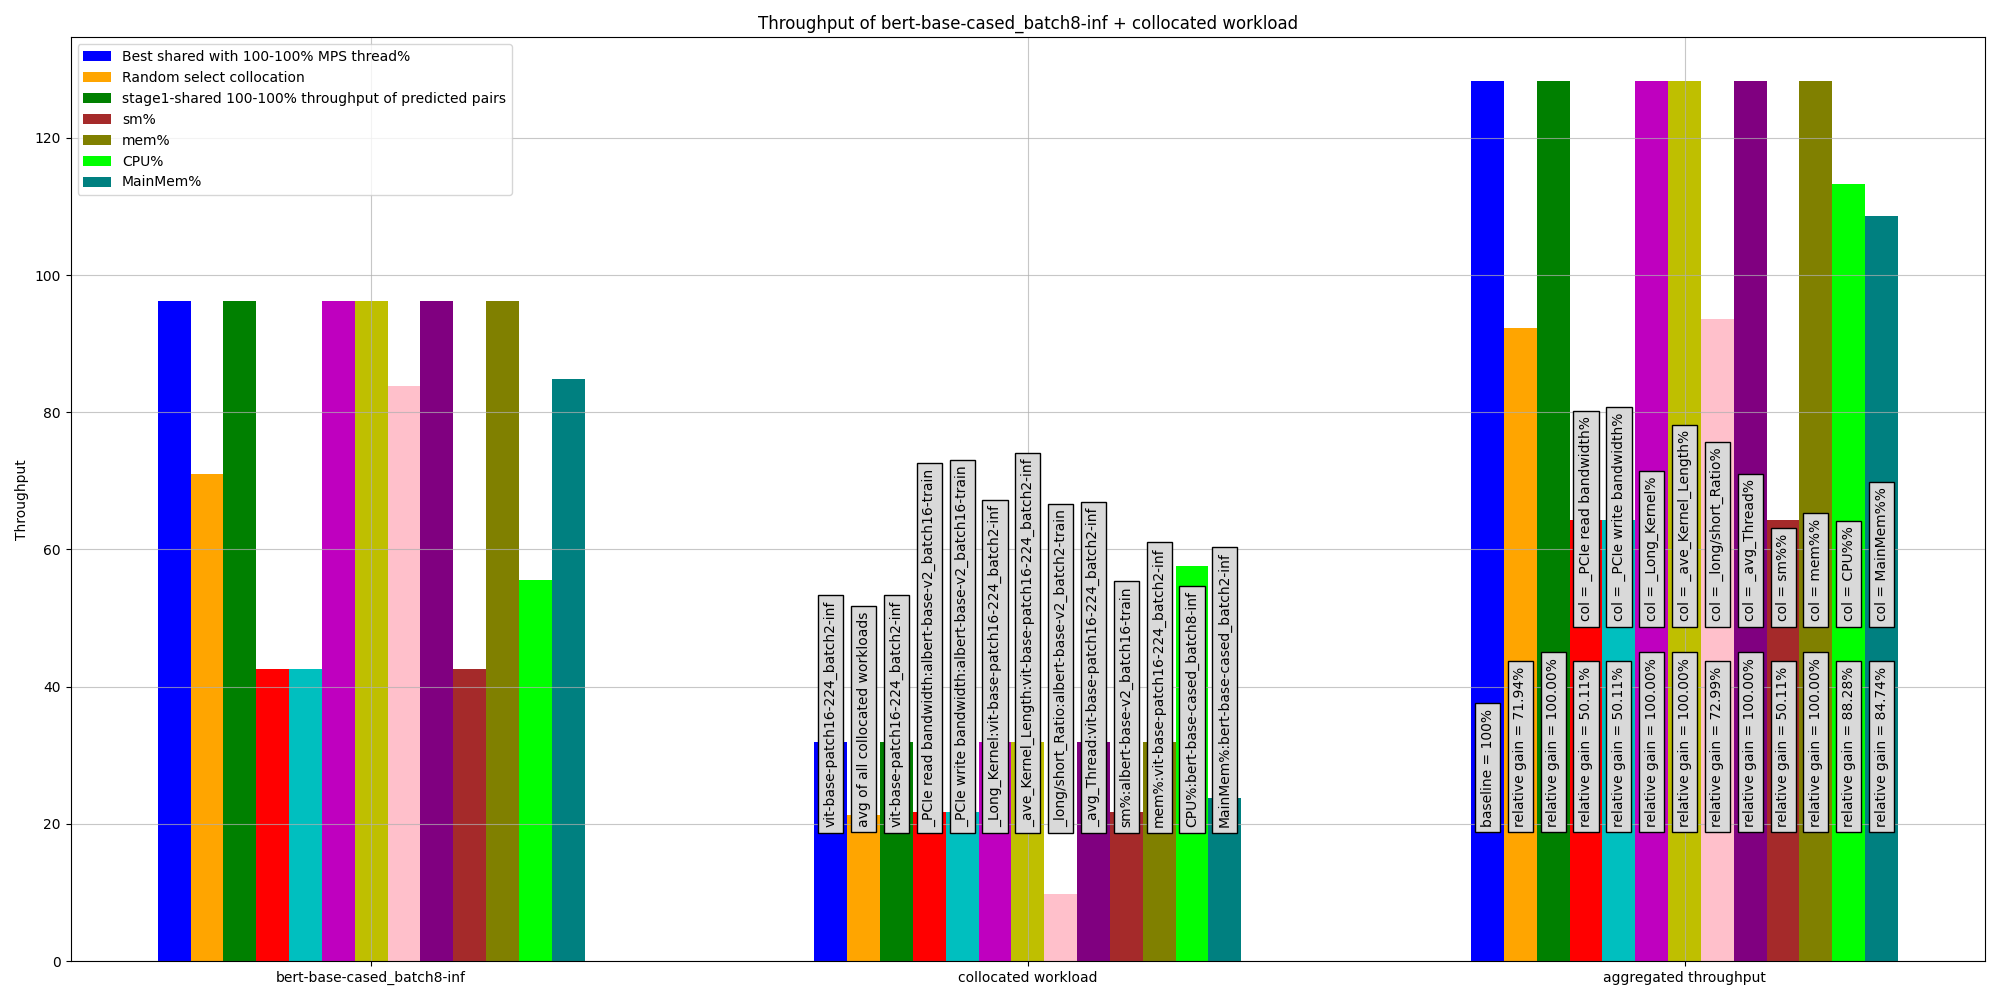 Throughput of bert-base-cased_batch8-inf + collocated workload
Best shared with 100-100% MPS thread%
Random select collocation
stage1-shared 100-100% throughput of predicted pairs
sm%
mem%
CPU%
MainMem%
Throughput
120
100
80
60
40
20
0
vit-base-patch16-224_batch2-inf
avg of all collocated workloads
vit-base-patch16-224_batch2-inf
_PCIe read bandwidth:albert-base-v2_batch16-train
_PCIe write bandwidth:albert-base-v2_batch16-train
_Long_Kernel:vit-base-patch16-224_batch2-inf
_ave_Kernel_Length:vit-base-patch16-224_batch2-inf
_long/short_Ratio:albert-base-v2_batch2-train
_avg_Thread:vit-base-patch16-224_batch2-inf
sm%:albert-base-v2_batch16-train
mem%:vit-base-patch16-224_batch2-inf
CPU%:bert-base-cased_batch8-inf
MainMem%:bert-base-cased_batch2-inf
col = _PCIe read bandwidth%
col = _PCIe write bandwidth%
col = _Long_Kernel%
col = _ave_Kernel_Length%
col = _long/short_Ratio%
col = _avg_Thread%
col = sm%%
col = mem%%
col = CPU%%
col = MainMem%%
baseline = 100%
relative gain = 71.94%
relative gain = 100.00%
relative gain = 50.11%
relative gain = 50.11%
relative gain = 100.00%
relative gain = 100.00%
relative gain = 72.99%
relative gain = 100.00%
relative gain = 50.11%
relative gain = 100.00%
relative gain = 88.28%
relative gain = 84.74%
bert-base-cased_batch8-inf
collocated workload
aggregated throughput